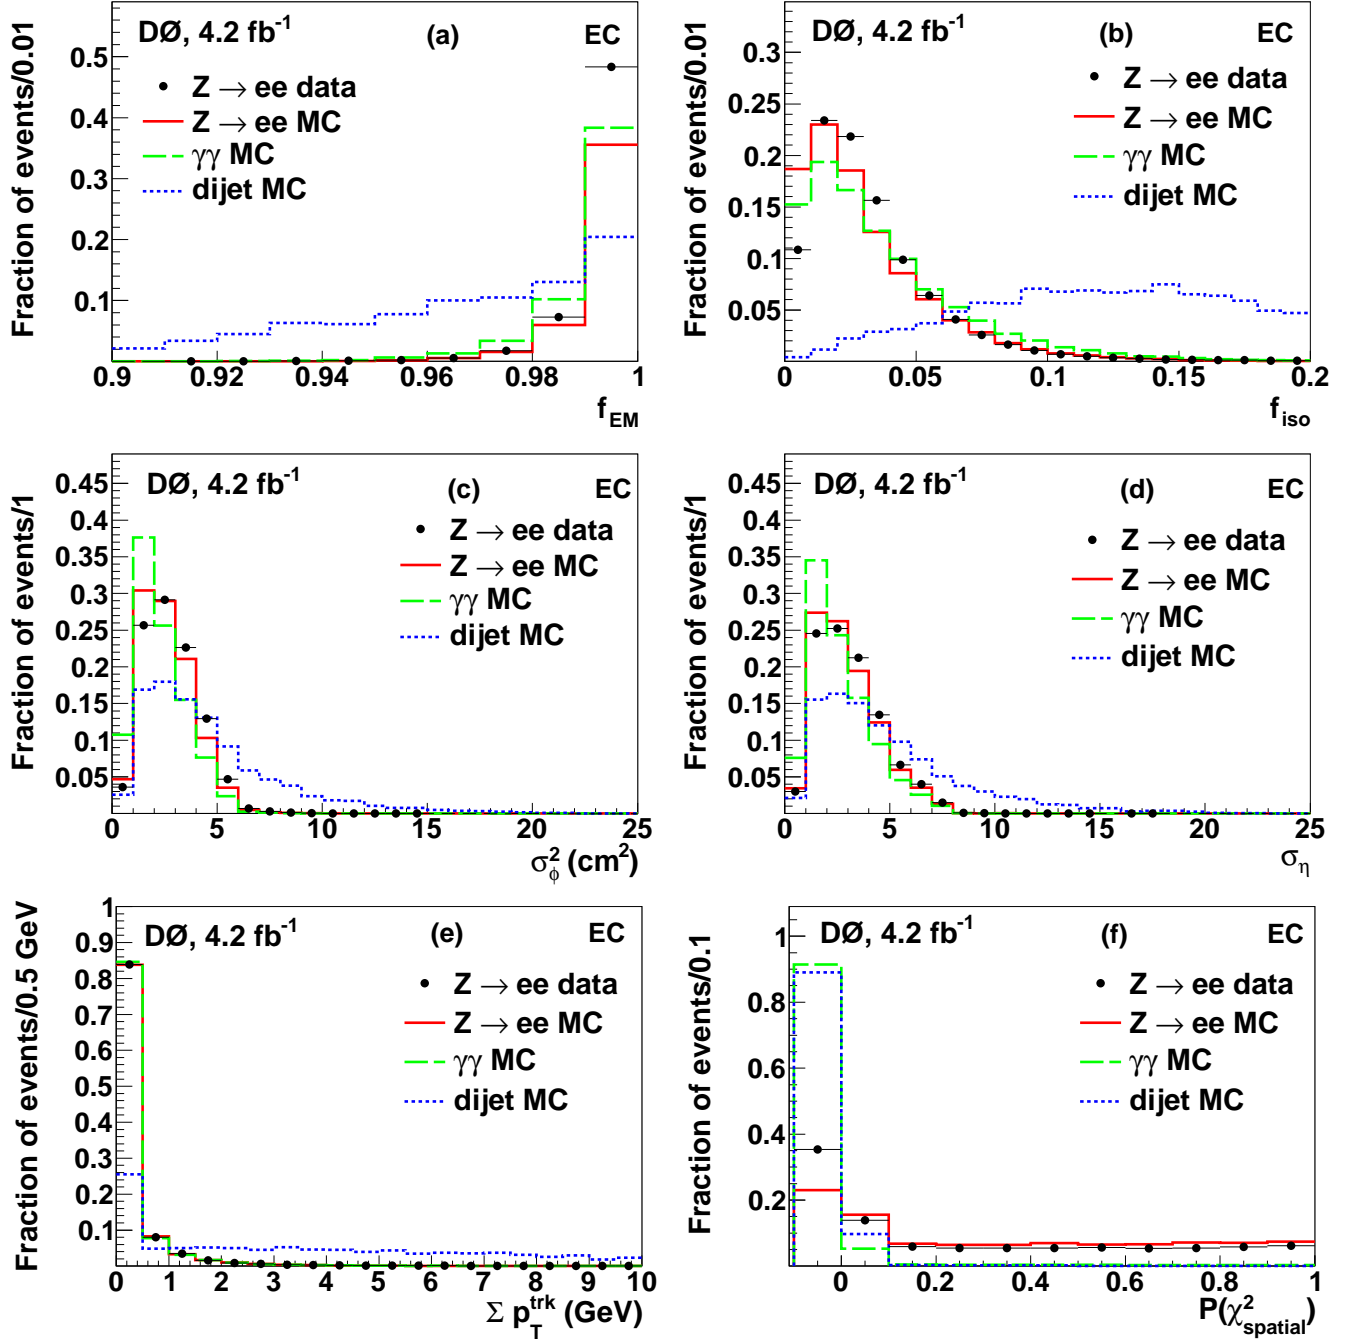 DØ, 4.2 fb⁻¹ (a) EC
Z → ee data
Z → ee MC
γγ MC
dijet MC
Fraction of events/0.01
0.5
0.4
0.3
0.2
0.1
0.9 0.92 0.94 0.96 0.98 1
f_EM
DØ, 4.2 fb⁻¹ (b) EC
Z → ee data
Z → ee MC
γγ MC
dijet MC
Fraction of events/0.01
0.3
0.25
0.2
0.15
0.1
0.05
0 0.05 0.1 0.15 0.2
f_iso
DØ, 4.2 fb⁻¹ (c) EC
Z → ee data
Z → ee MC
γγ MC
dijet MC
Fraction of events/1
0.45
0.4
0.35
0.3
0.25
0.2
0.15
0.1
0.05
0 5 10 15 20 25
σ²_ϕ (cm²)
DØ, 4.2 fb⁻¹ (d) EC
Z → ee data
Z → ee MC
γγ MC
dijet MC
Fraction of events/1
0.45
0.4
0.35
0.3
0.25
0.2
0.15
0.1
0.05
0 5 10 15 20 25
σ_η
DØ, 4.2 fb⁻¹ (e) EC
Z → ee data
Z → ee MC
γγ MC
dijet MC
Fraction of events/0.5 GeV
1
0.9
0.8
0.7
0.6
0.5
0.4
0.3
0.2
0.1
0 1 2 3 4 5 6 7 8 9 10
Σ p_T^trk (GeV)
DØ, 4.2 fb⁻¹ (f) EC
Z → ee data
Z → ee MC
γγ MC
dijet MC
Fraction of events/0.1
1
0.8
0.6
0.4
0.2
0 0.2 0.4 0.6 0.8 1
P(χ²_spatial)